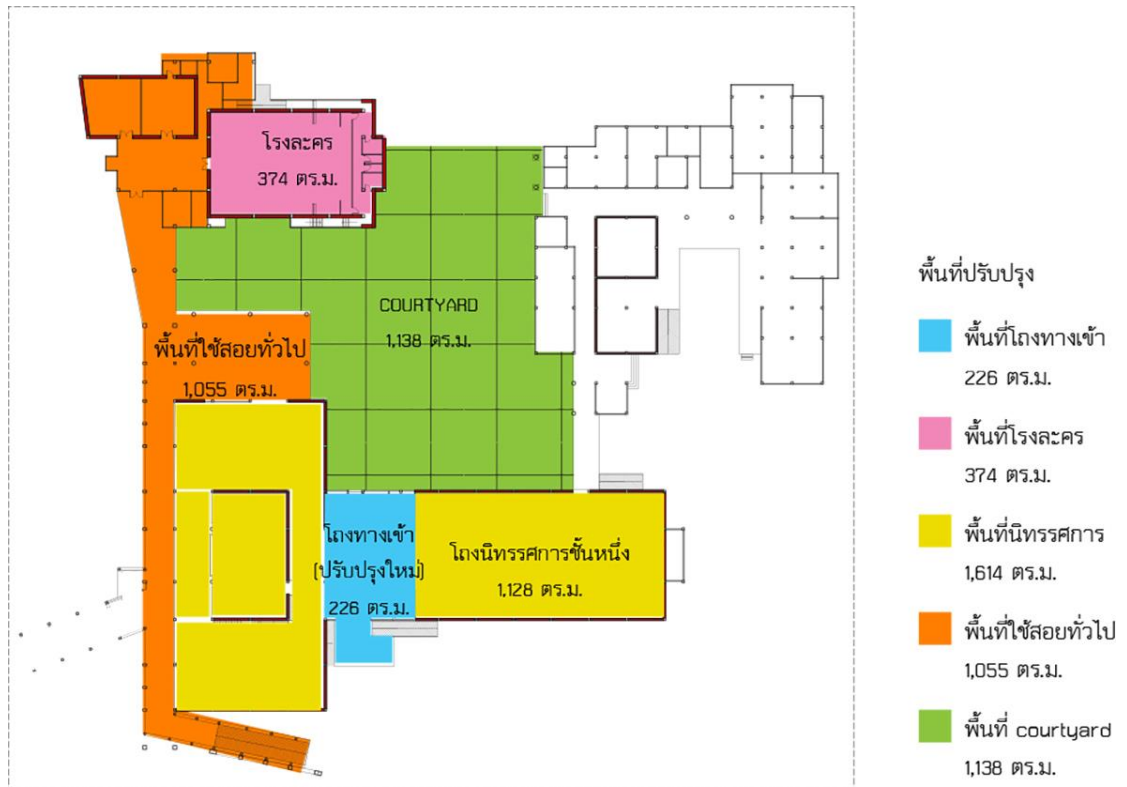 โรงละคร
374 ตร.ม.
COURTYARD
1,138 ตร.ม.
พื้นที่ใช้สอยทั่วไป
1,055 ตร.ม.
โถงทางเข้า
(ปรับปรุงใหม่)
226 ตร.ม.
โถงนิทรรศการชั้นหนึ่ง
1,128 ตร.ม.
พื้นที่ปรับปรุง
พื้นที่โถงทางเข้า
226 ตร.ม.
พื้นที่โรงละคร
374 ตร.ม.
พื้นที่นิทรรศการ
1,614 ตร.ม.
พื้นที่ใช้สอยทั่วไป
1,055 ตร.ม.
พื้นที่ courtyard
1,138 ตร.ม.